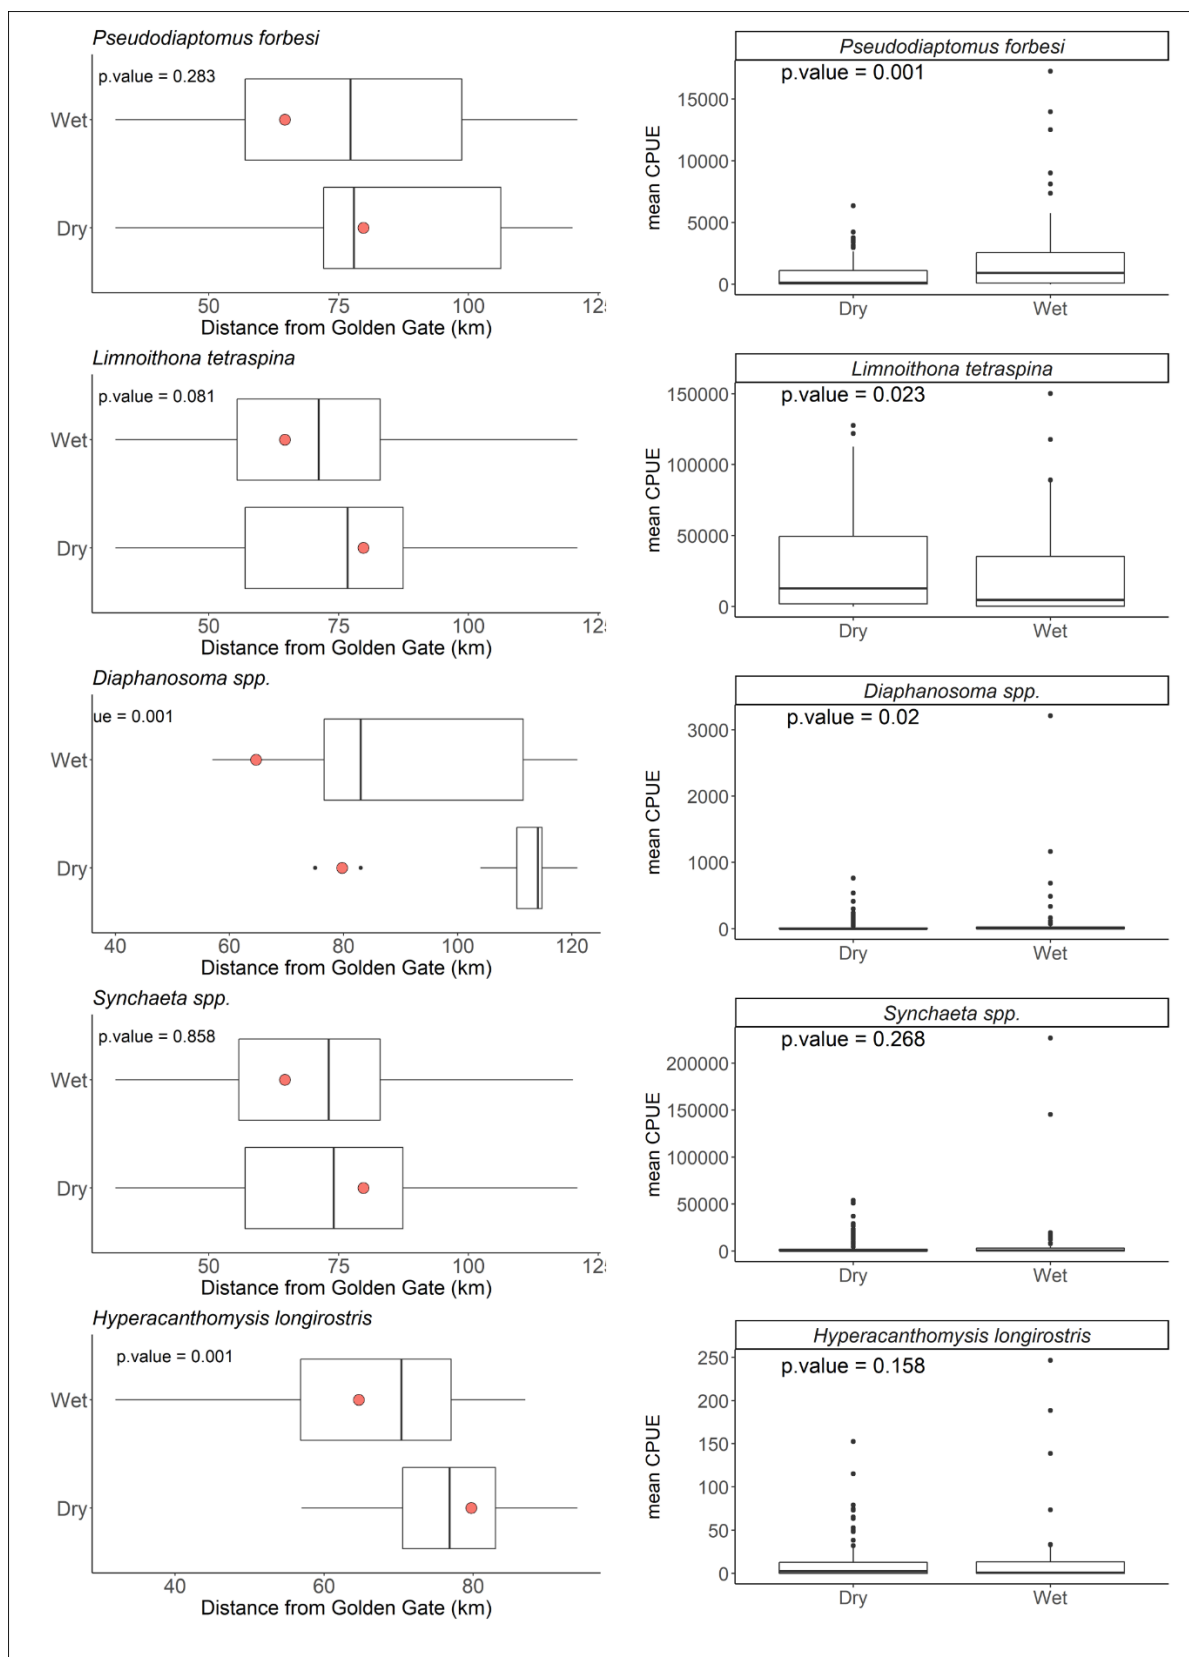 Pseudodiaptomus forbesi
p.value = 0.283
Wet
Dry
50 75 100 125
Distance from Golden Gate (km)
Pseudodiaptomus forbesi
p.value = 0.001
mean CPUE
15000
10000
5000
0
Dry Wet
Limnoithona tetraspina
p.value = 0.081
Wet
Dry
50 75 100 125
Distance from Golden Gate (km)
Limnoithona tetraspina
p.value = 0.023
mean CPUE
150000
100000
50000
0
Dry Wet
Diaphanosoma spp.
ue = 0.001
Wet
Dry
40 60 80 100 120
Distance from Golden Gate (km)
Diaphanosoma spp.
p.value = 0.02
mean CPUE
3000
2000
1000
0
Dry Wet
Synchaeta spp.
p.value = 0.858
Wet
Dry
50 75 100 125
Distance from Golden Gate (km)
Synchaeta spp.
p.value = 0.268
mean CPUE
200000
150000
100000
50000
0
Dry Wet
Hyperacanthomysis longirostris
p.value = 0.001
Wet
Dry
40 60 80
Distance from Golden Gate (km)
Hyperacanthomysis longirostris
p.value = 0.158
mean CPUE
250
200
150
100
50
0
Dry Wet